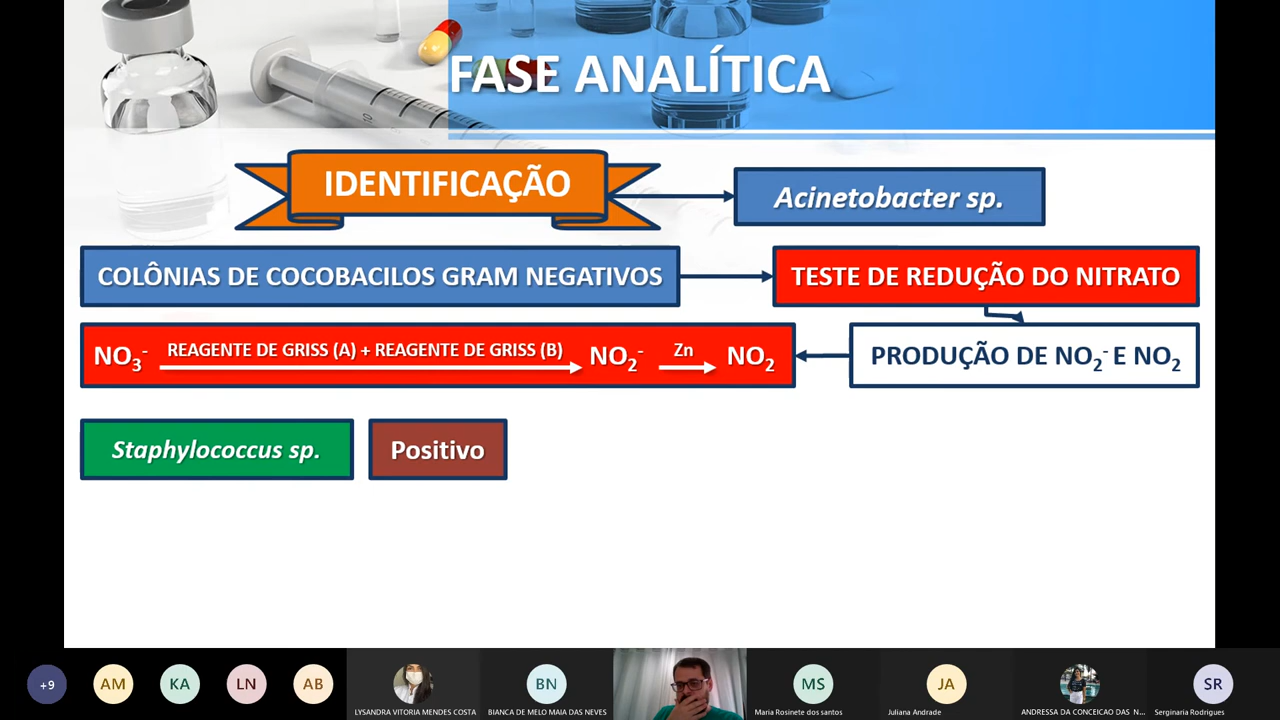 FASE ANALÍTICA
IDENTIFICAÇÃO
Acinetobacter sp.
COLÔNIAS DE COCOBACILOS GRAM NEGATIVOS
TESTE DE REDUÇÃO DO NITRATO
NO₃⁻ REAGENTE DE GRISS (A) + REAGENTE DE GRISS (B) NO₂⁻ Zn NO₂
PRODUÇÃO DE NO₂⁻ E NO₂
Staphylococcus sp.
Positivo
+9
AM
KA
LN
AB
BN
MS
JA
SR
LYSANDRA VITORIA MENDES COSTA
BIANCA DE MELO MAIA DAS NEVES
Maria Rosinete dos santos
Juliana Andrade
ANDRESSA DA CONCEICAO DAS N...
Serginaria Rodrigues